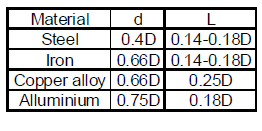 Material d L
Steel 0.4D 0.14-0.18D
Iron 0.66D 0.14-0.18D
Copper alloy 0.66D 0.25D
Alluminium 0.75D 0.18D